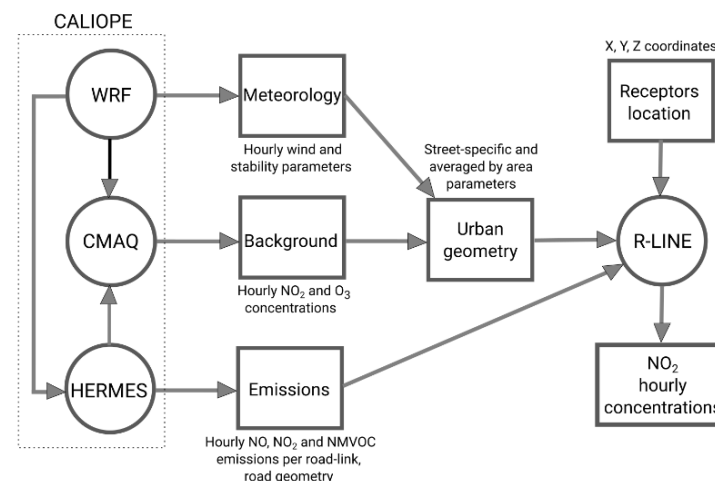 CALIOPE
X, Y, Z coordinates
WRF
Meteorology
Receptors
location
Hourly wind and
stability parameters
Street-specific and
averaged by area
parameters
CMAQ
Background
Urban
geometry
R-LINE
Hourly NO₂ and O₃
concentrations
HERMES
Emissions
NO₂
hourly
concentrations
Hourly NO, NO₂ and NMVOC
emissions per road-link,
road geometry